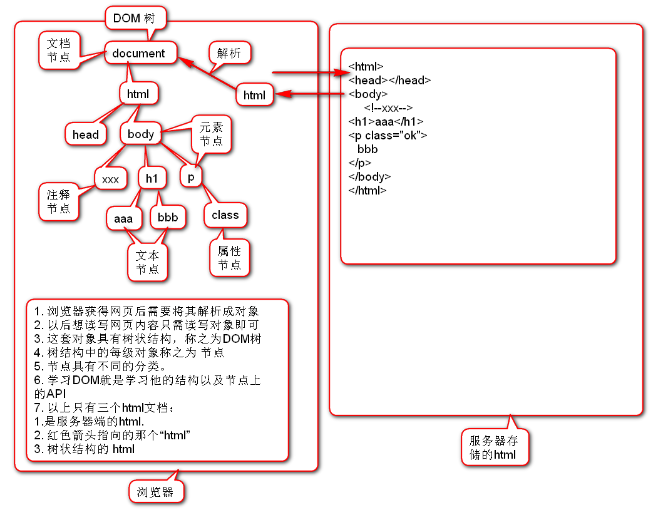 DOM 树
文档
节点
document
解析
html
html
head
body
元素
节点
xxx
h1
p
注释
节点
aaa
bbb
class
文本
节点
属性
节点
1. 浏览器获得网页后需要将其解析成对象
2. 以后想读写网页内容只需读写对象即可
3. 这套对象具有树状结构，称之为DOM树
4. 树结构中的每级对象称之为 节点
5. 节点具有不同的分类。
6. 学习DOM就是学习他的结构以及节点上
的API
7. 以上只有三个html文档：
1.是服务器端的html.
2. 红色箭头指向的那个“html”
3. 树状结构的 html
浏览器
<html>
<head></head>
<body>
<!--xxx-->
<h1>aaa</h1>
<p class="ok">
bbb
</p>
</body>
</html>
服务器存
储的html